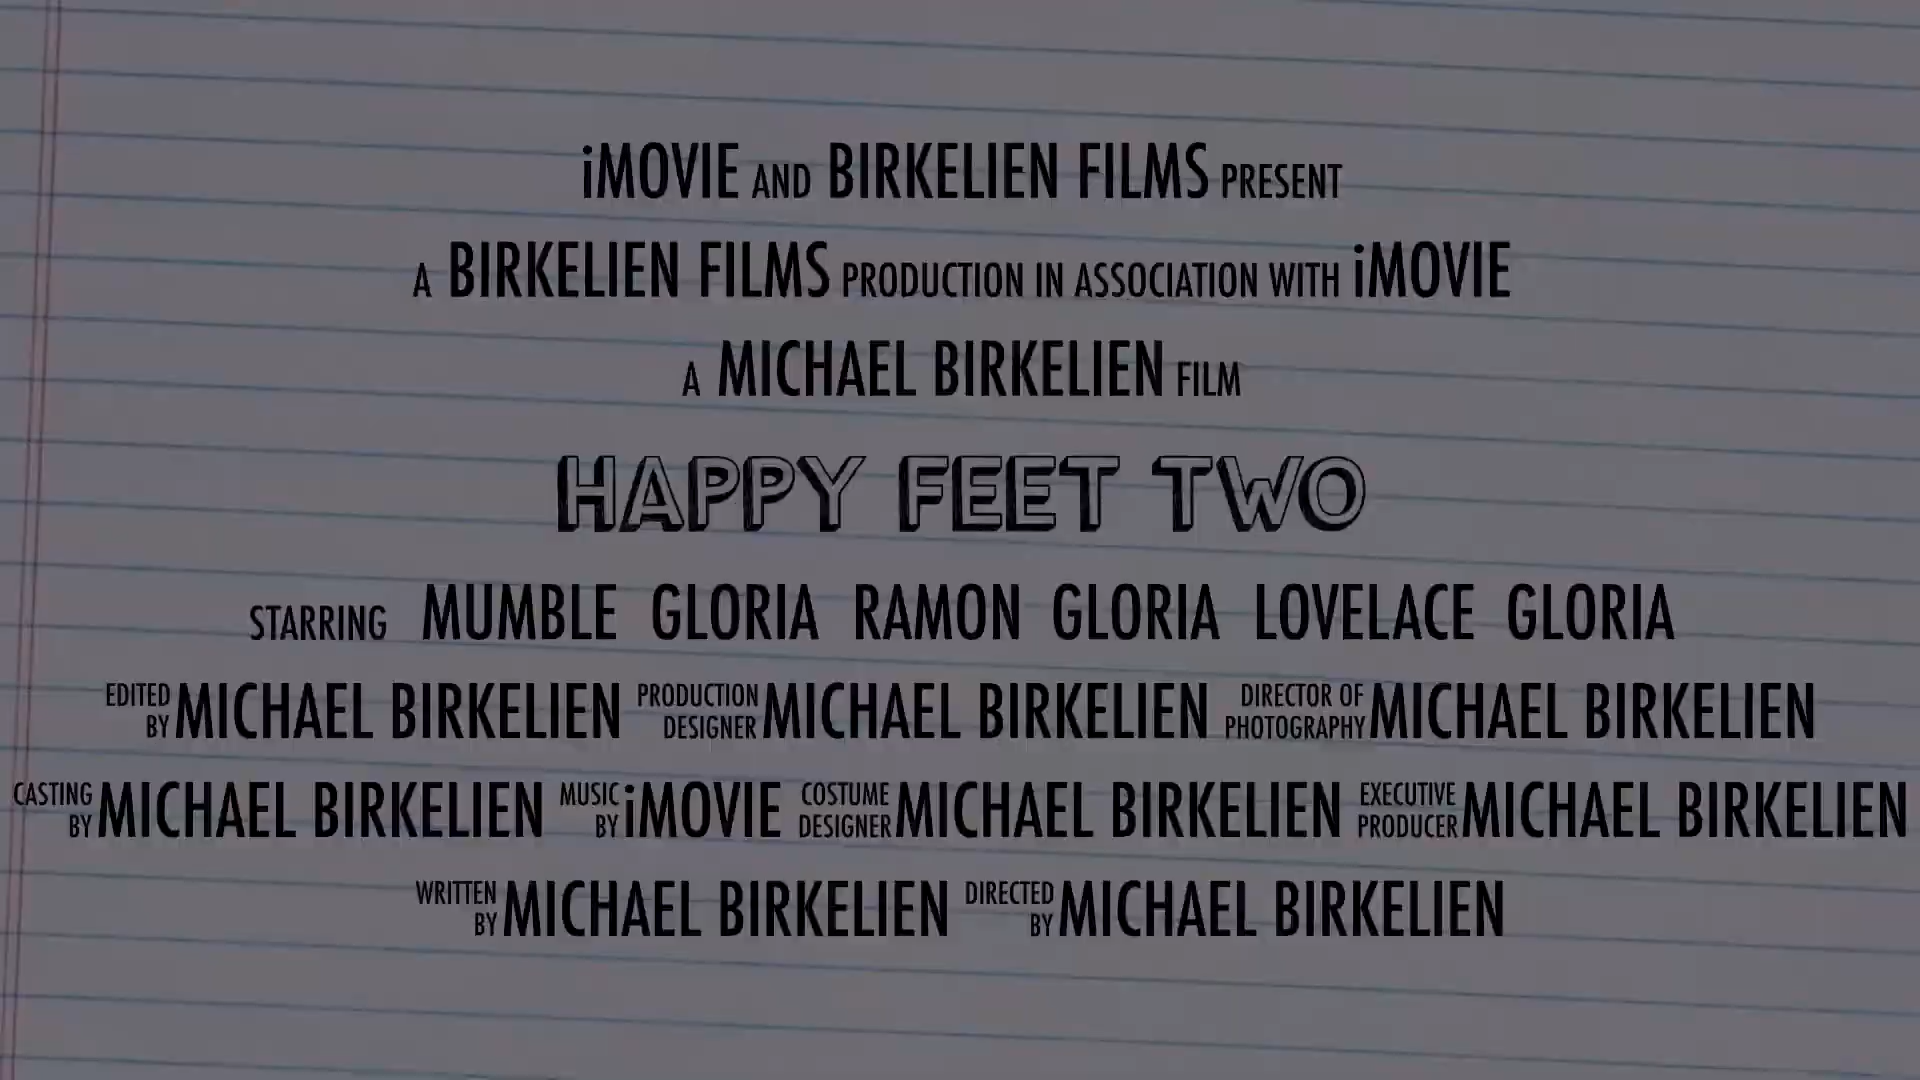 iMOVIE AND BIRKELIEN FILMS PRESENT
A BIRKELIEN FILMS PRODUCTION IN ASSOCIATION WITH iMOVIE
A MICHAEL BIRKELIEN FILM
HAPPY FEET TWO
STARRING MUMBLE GLORIA RAMON GLORIA LOVELACE GLORIA
EDITED BY MICHAEL BIRKELIEN PRODUCTION DESIGNER MICHAEL BIRKELIEN DIRECTOR OF PHOTOGRAPHY MICHAEL BIRKELIEN
CASTING BY MICHAEL BIRKELIEN MUSIC BY iMOVIE COSTUME DESIGNER MICHAEL BIRKELIEN EXECUTIVE PRODUCER MICHAEL BIRKELIEN
WRITTEN BY MICHAEL BIRKELIEN DIRECTED BY MICHAEL BIRKELIEN